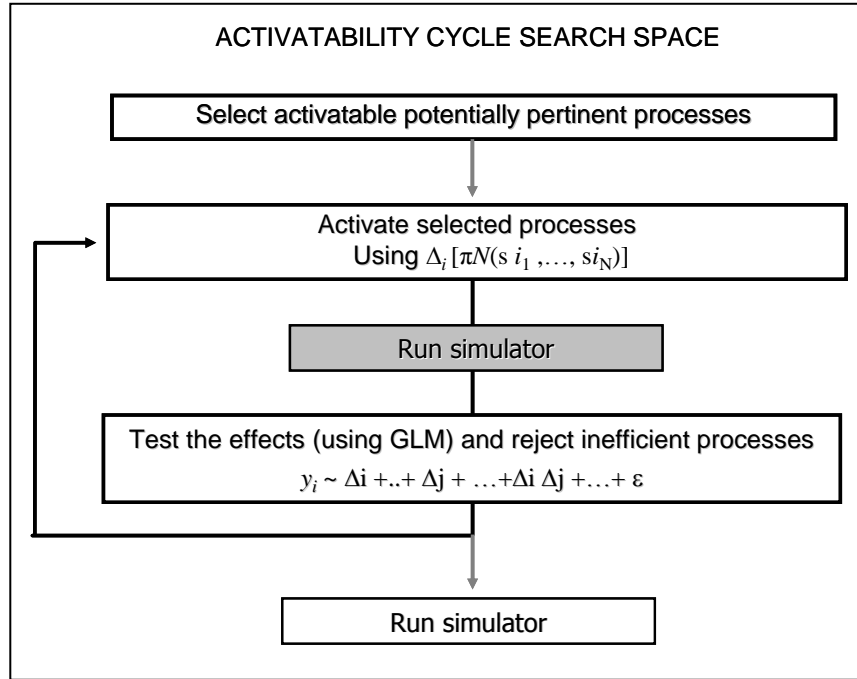 ACTIVATABILITY CYCLE SEARCH SPACE
Select activatable potentially pertinent processes
Activate selected processes
Using Δi [πN(s i1 ,…, siN)]
Run simulator
Test the effects (using GLM) and reject inefficient processes
yi ~ Δi +..+ Δj + …+Δi Δj +…+ ε
Run simulator